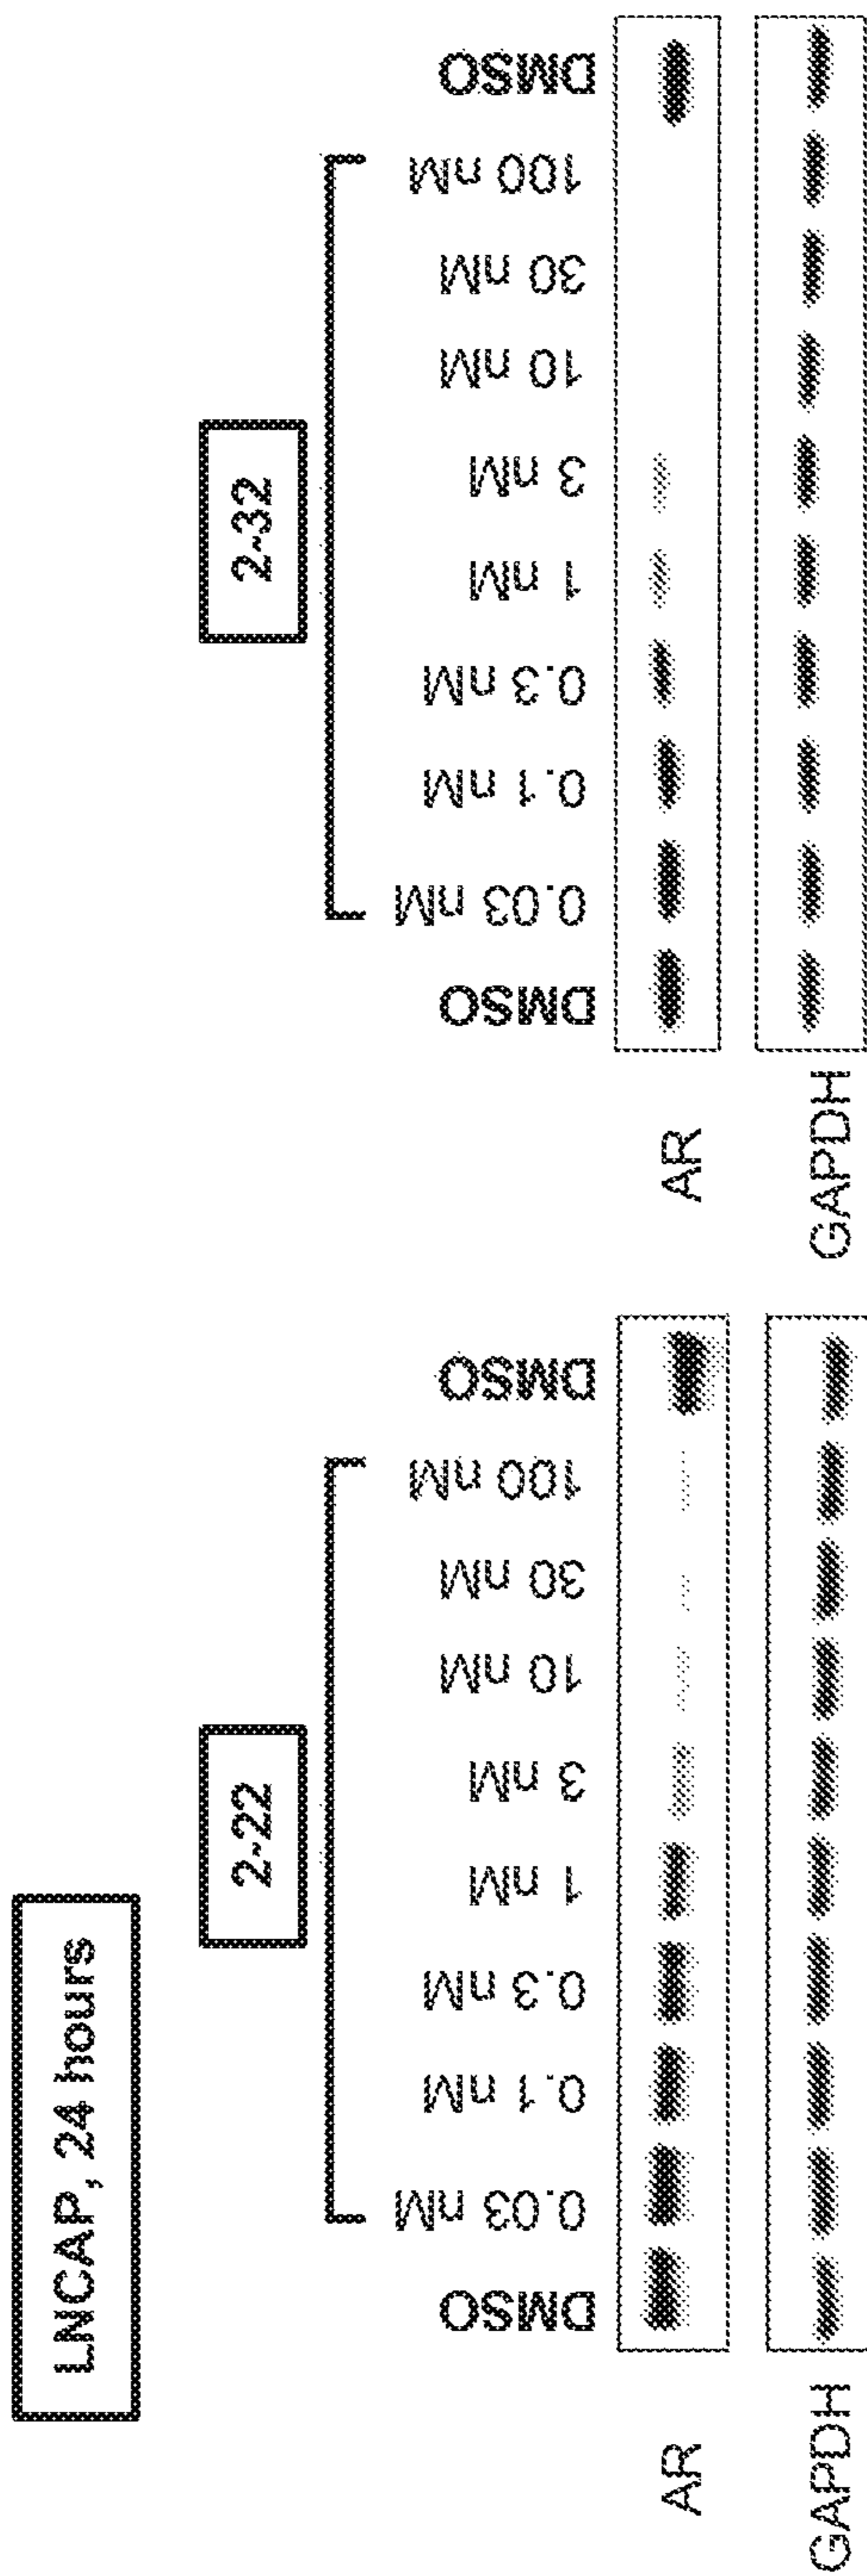 LNCAP, 24 hours
2-22
DMSO
0.03 nM
0.1 nM
0.3 nM
1 nM
3 nM
10 nM
30 nM
100 nM
DMSO
AR
GAPDH
2-32
DMSO
0.03 nM
0.1 nM
0.3 nM
1 nM
3 nM
10 nM
30 nM
100 nM
DMSO
AR
GAPDH